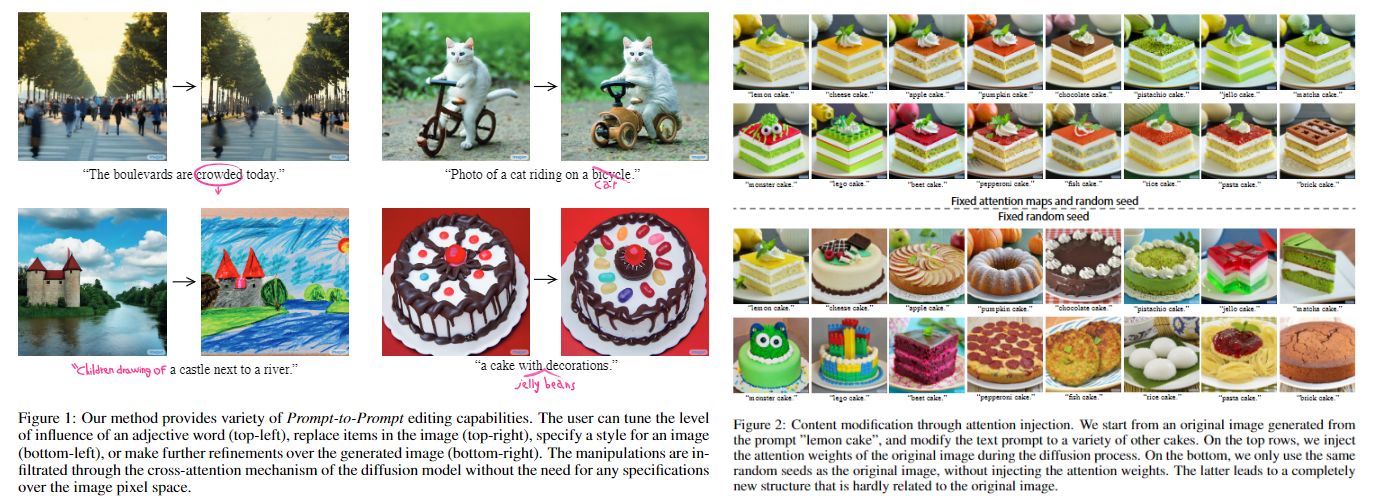 "The boulevards are crowded today."
"Photo of a cat riding on a bicycle."
car
"Children drawing of a castle next to a river."
"a cake with decorations."
jelly beans
Figure 1: Our method provides variety of Prompt-to-Prompt editing capabilities. The user can tune the level
of influence of an adjective word (top-left), replace items in the image (top-right), specify a style for an image
(bottom-left), or make further refinements over the generated image (bottom-right). The manipulations are in-
filtrated through the cross-attention mechanism of the diffusion model without the need for any specifications
over the image pixel space.
"lemon cake." "cheese cake." "apple cake." "pumpkin cake." "chocolate cake." "pistachio cake." "jello cake." "matcha cake."
"monster cake." "lego cake." "beet cake." "pepperoni cake." "fish cake." "rice cake." "pasta cake." "brick cake."
Fixed attention maps and random seed
Fixed random seed
"lemon cake." "cheese cake." "apple cake." "pumpkin cake." "chocolate cake." "pistachio cake." "jello cake." "matcha cake."
"monster cake." "lego cake." "beet cake." "pepperoni cake." "fish cake." "rice cake." "pasta cake." "brick cake."
Figure 2: Content modification through attention injection. We start from an original image generated from
the prompt "lemon cake", and modify the text prompt to a variety of other cakes. On the top rows, we inject
the attention weights of the original image during the diffusion process. On the bottom, we only use the same
random seeds as the original image, without injecting the attention weights. The latter leads to a completely
new structure that is hardly related to the original image.